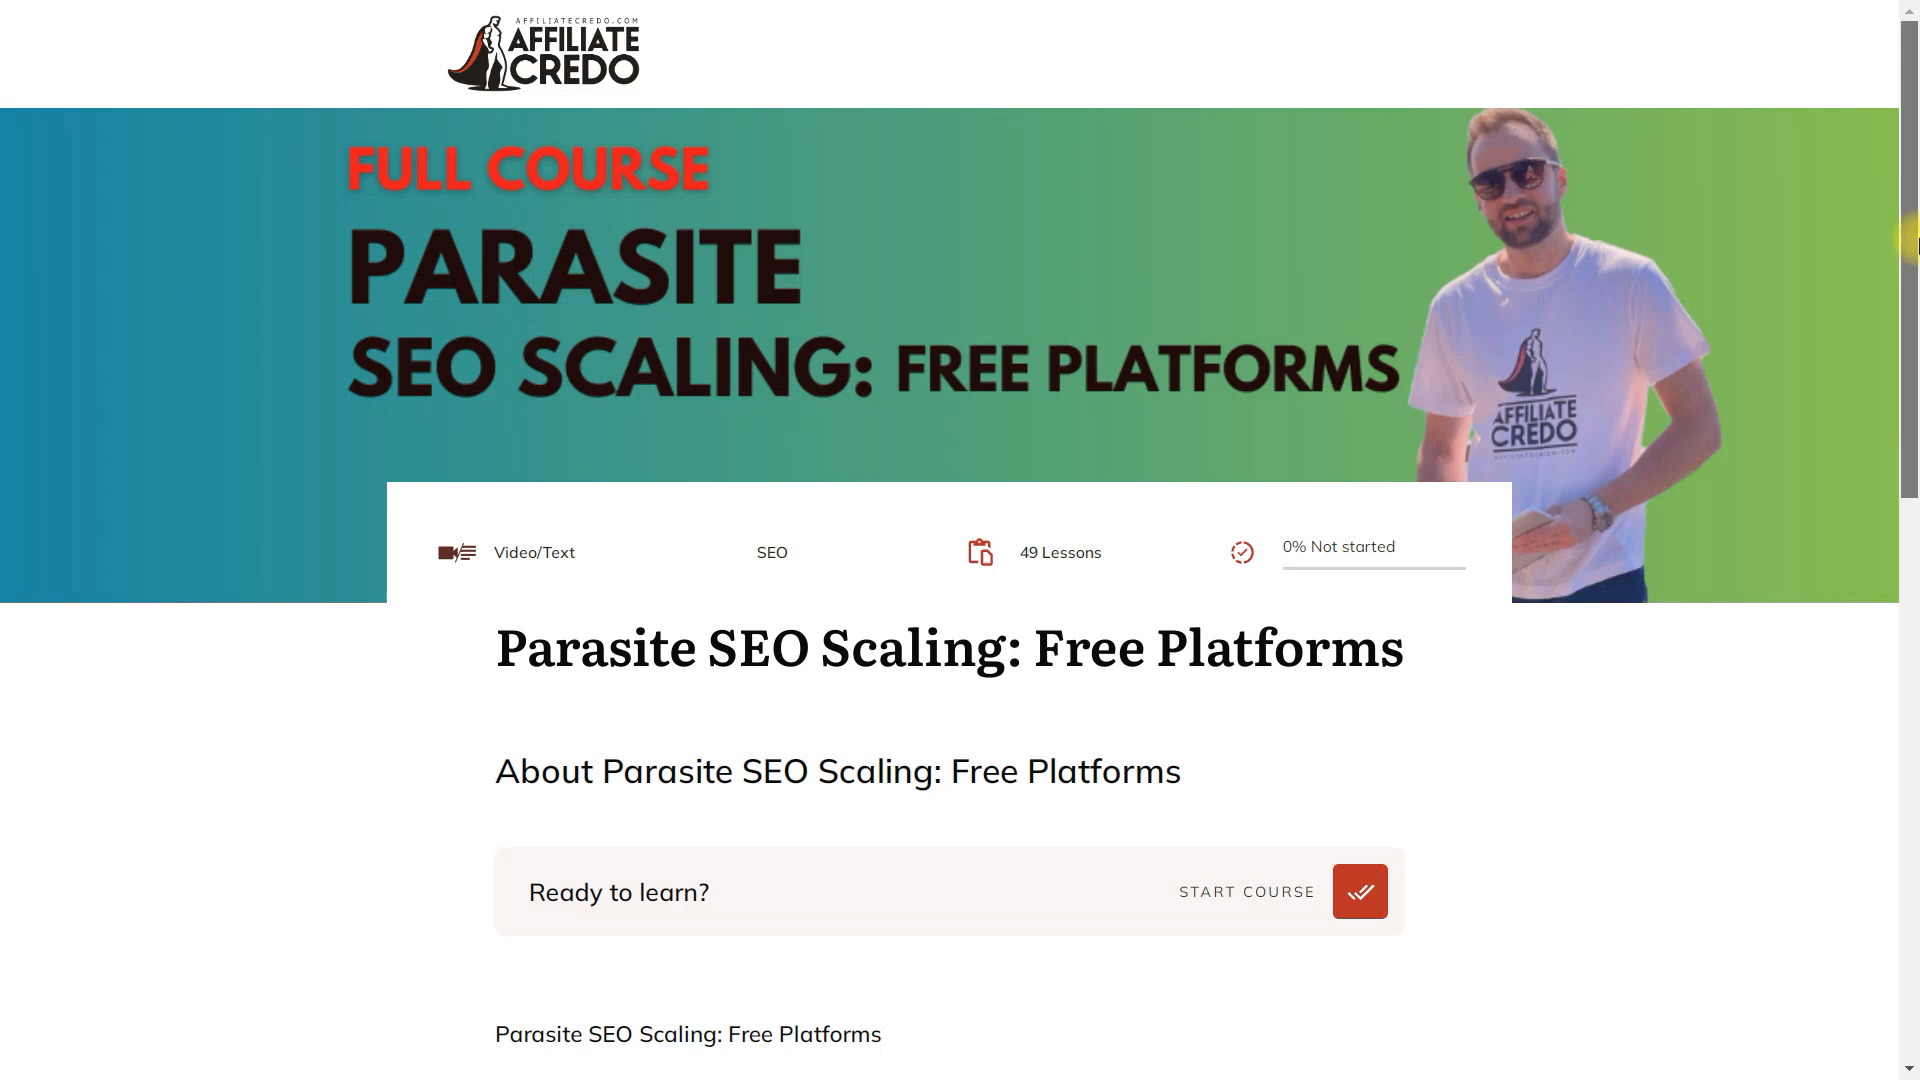 AFFILIATECREDO.COM
AFFILIATE
CREDO
FULL COURSE
PARASITE
SEO SCALING: FREE PLATFORMS
AFFILIATE
CREDO
Video/Text
SEO
49 Lessons
0% Not started
Parasite SEO Scaling: Free Platforms
About Parasite SEO Scaling: Free Platforms
Ready to learn?
START COURSE
Parasite SEO Scaling: Free Platforms